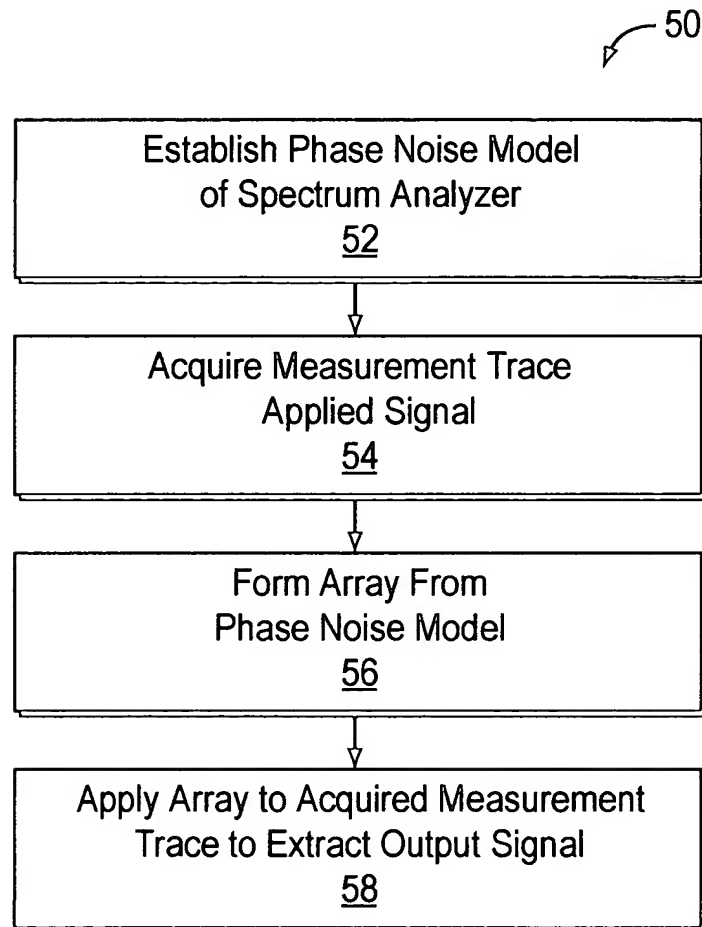 50
Establish Phase Noise Model
of Spectrum Analyzer
52
Acquire Measurement Trace
Applied Signal
54
Form Array From
Phase Noise Model
56
Apply Array to Acquired Measurement
Trace to Extract Output Signal
58